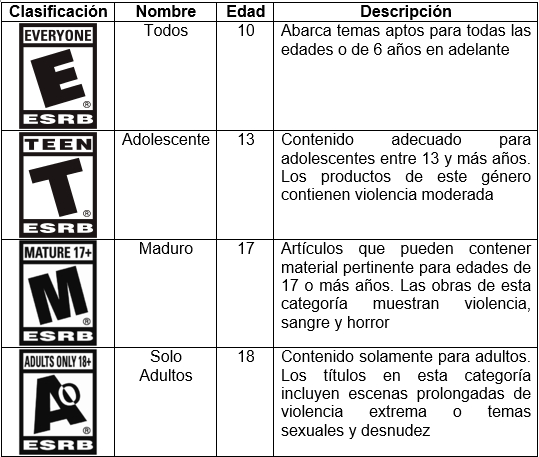 Clasificación Nombre Edad Descripción
EVERYONE
E
®
ESRB
Todos
10
Abarca temas aptos para todas las
edades o de 6 años en adelante
TEEN
T
®
ESRB
Adolescente
13
Contenido adecuado para
adolescentes entre 13 y más años.
Los productos de este género
contienen violencia moderada
MATURE 17+
M
®
ESRB
Maduro
17
Artículos que pueden contener
material pertinente para edades de
17 o más años. Las obras de esta
categoría muestran violencia,
sangre y horror
ADULTS ONLY 18+
AO
®
ESRB
Solo
Adultos
18
Contenido solamente para adultos.
Los títulos en esta categoría
incluyen escenas prolongadas de
violencia extrema o temas
sexuales y desnudez